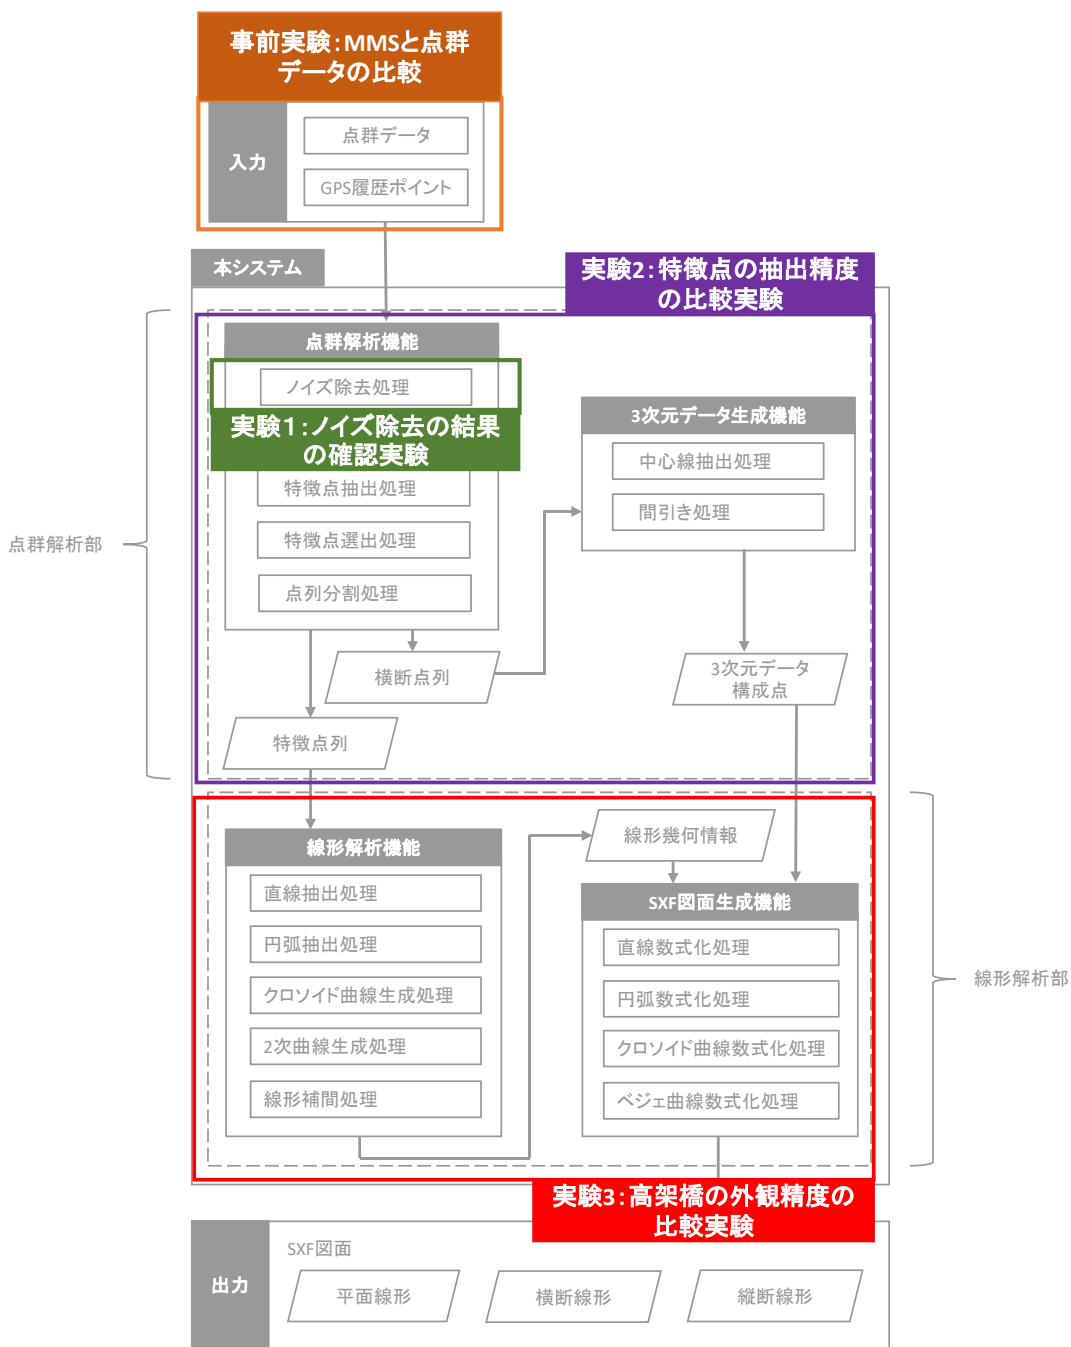 事前実験：MMSと点群
データの比較
入力
点群データ
GPS履歴ポイント
本システム
実験2：特徴点の抽出精度
の比較実験
点群解析機能
ノイズ除去処理
実験１：ノイズ除去の結果
の確認実験
特徴点抽出処理
特徴点選出処理
点列分割処理
3次元データ生成機能
中心線抽出処理
間引き処理
点群解析部
横断点列
3次元データ
構成点
特徴点列
線形解析機能
直線抽出処理
円弧抽出処理
クロソイド曲線生成処理
2次曲線生成処理
線形補間処理
線形幾何情報
SXF図面生成機能
直線数式化処理
円弧数式化処理
クロソイド曲線数式化処理
ベジェ曲線数式化処理
線形解析部
実験3：高架橋の外観精度の
比較実験
出力
SXF図面
平面線形
横断線形
縦断線形